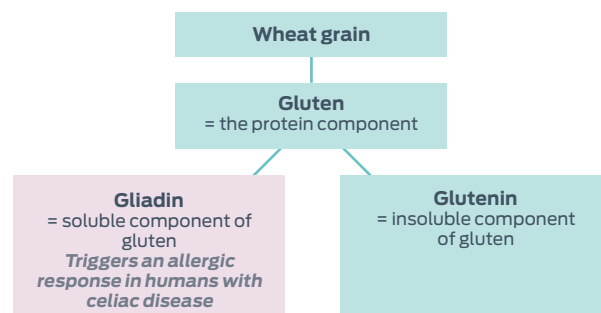 Wheat grain
Gluten
= the protein component
Gliadin
= soluble component of
gluten
Triggers an allergic
response in humans with
celiac disease
Glutenin
= insoluble component
of gluten